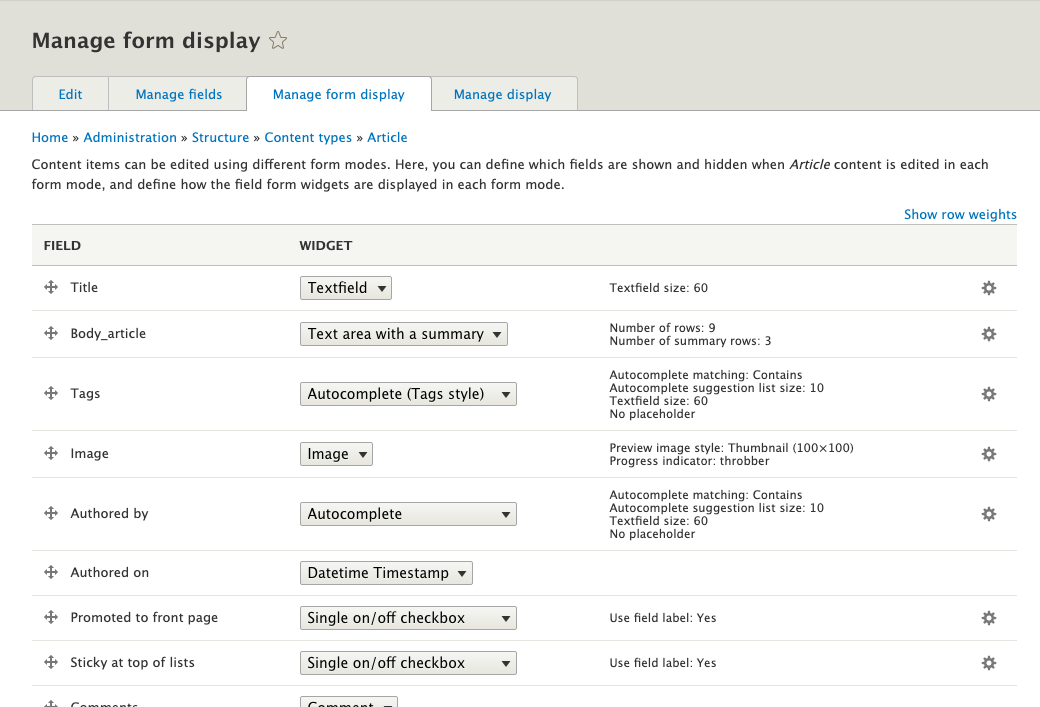 Manage form display
Edit
Manage fields
Manage form display
Manage display
Home » Administration » Structure » Content types » Article
Content items can be edited using different form modes. Here, you can define which fields are shown and hidden when Article content is edited in each
form mode, and define how the field form widgets are displayed in each form mode.
Show row weights
FIELD WIDGET
Title Textfield Textfield size: 60
Body_article Text area with a summary Number of rows: 9
Number of summary rows: 3
Tags Autocomplete (Tags style) Autocomplete matching: Contains
Autocomplete suggestion list size: 10
Textfield size: 60
No placeholder
Image Image Preview image style: Thumbnail (100×100)
Progress indicator: throbber
Authored by Autocomplete Autocomplete matching: Contains
Autocomplete suggestion list size: 10
Textfield size: 60
No placeholder
Authored on Datetime Timestamp
Promoted to front page Single on/off checkbox Use field label: Yes
Sticky at top of lists Single on/off checkbox Use field label: Yes
Comments Comment